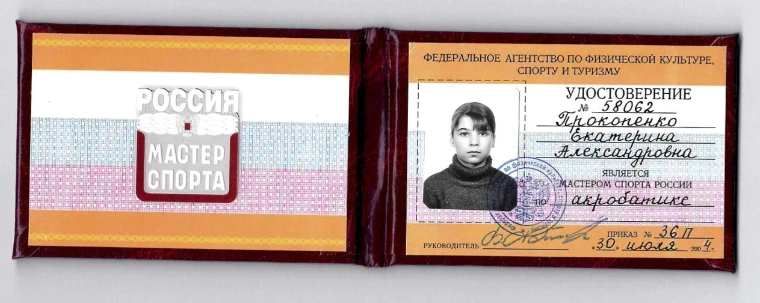 РОССИЯ
МАСТЕР
СПОРТА
ФЕДЕРАЛЬНОЕ АГЕНТСТВО ПО ФИЗИЧЕСКОЙ КУЛЬТУРЕ,
СПОРТУ И ТУРИЗМУ
УДОСТОВЕРЕНИЕ
№ 58062
Прокопенко
Екатерина
Александровна
ЯВЛЯЕТСЯ
МАСТЕРОМ СПОРТА РОССИИ
ПО акробатике
ПРИКАЗ № 36 П
РУКОВОДИТЕЛЬ "30" июля 2004 г.